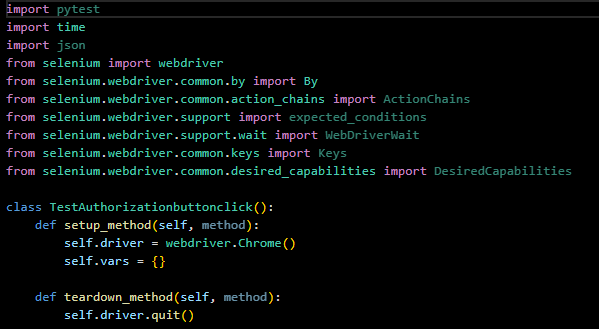 import pytest
import time
import json
from selenium import webdriver
from selenium.webdriver.common.by import By
from selenium.webdriver.common.action_chains import ActionChains
from selenium.webdriver.support import expected_conditions
from selenium.webdriver.support.wait import WebDriverWait
from selenium.webdriver.common.keys import Keys
from selenium.webdriver.common.desired_capabilities import DesiredCapabilities

class TestAuthorizationbuttonclick():
    def setup_method(self, method):
        self.driver = webdriver.Chrome()
        self.vars = {}

    def teardown_method(self, method):
        self.driver.quit()